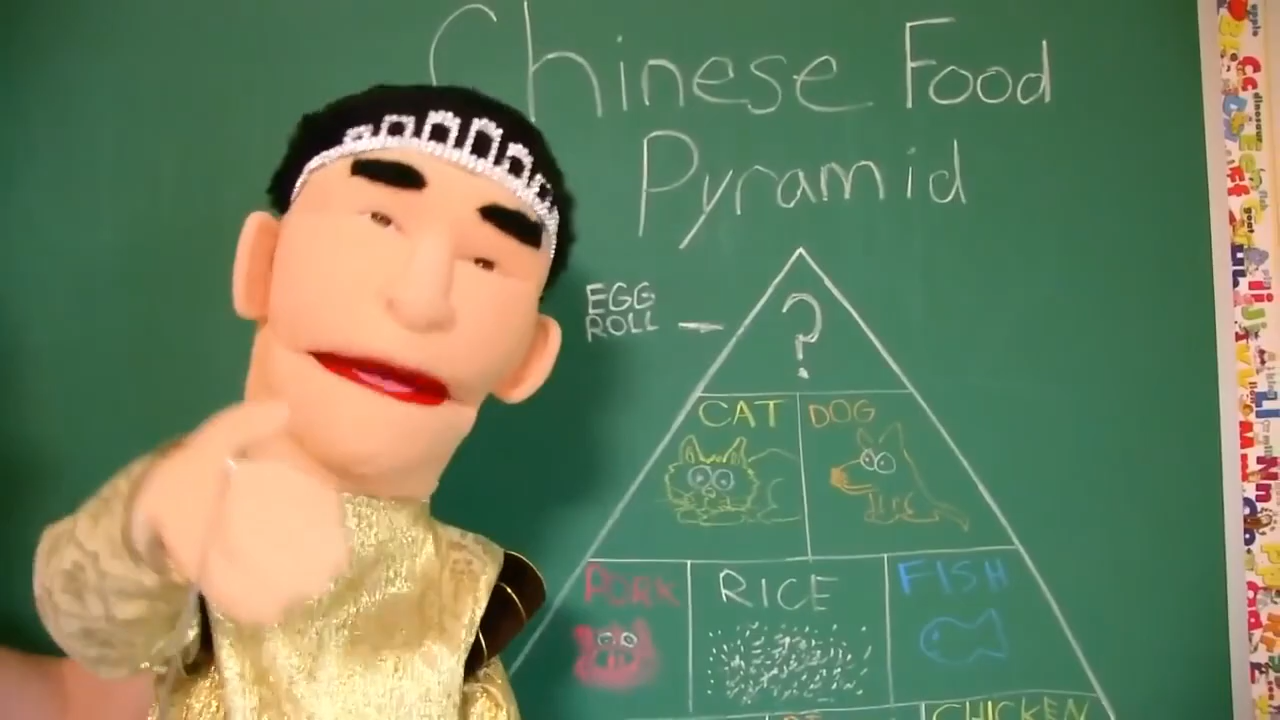 Chinese Food
Pyramid
EGG
ROLL
?
CAT DOG
PORK RICE FISH
CHICKEN